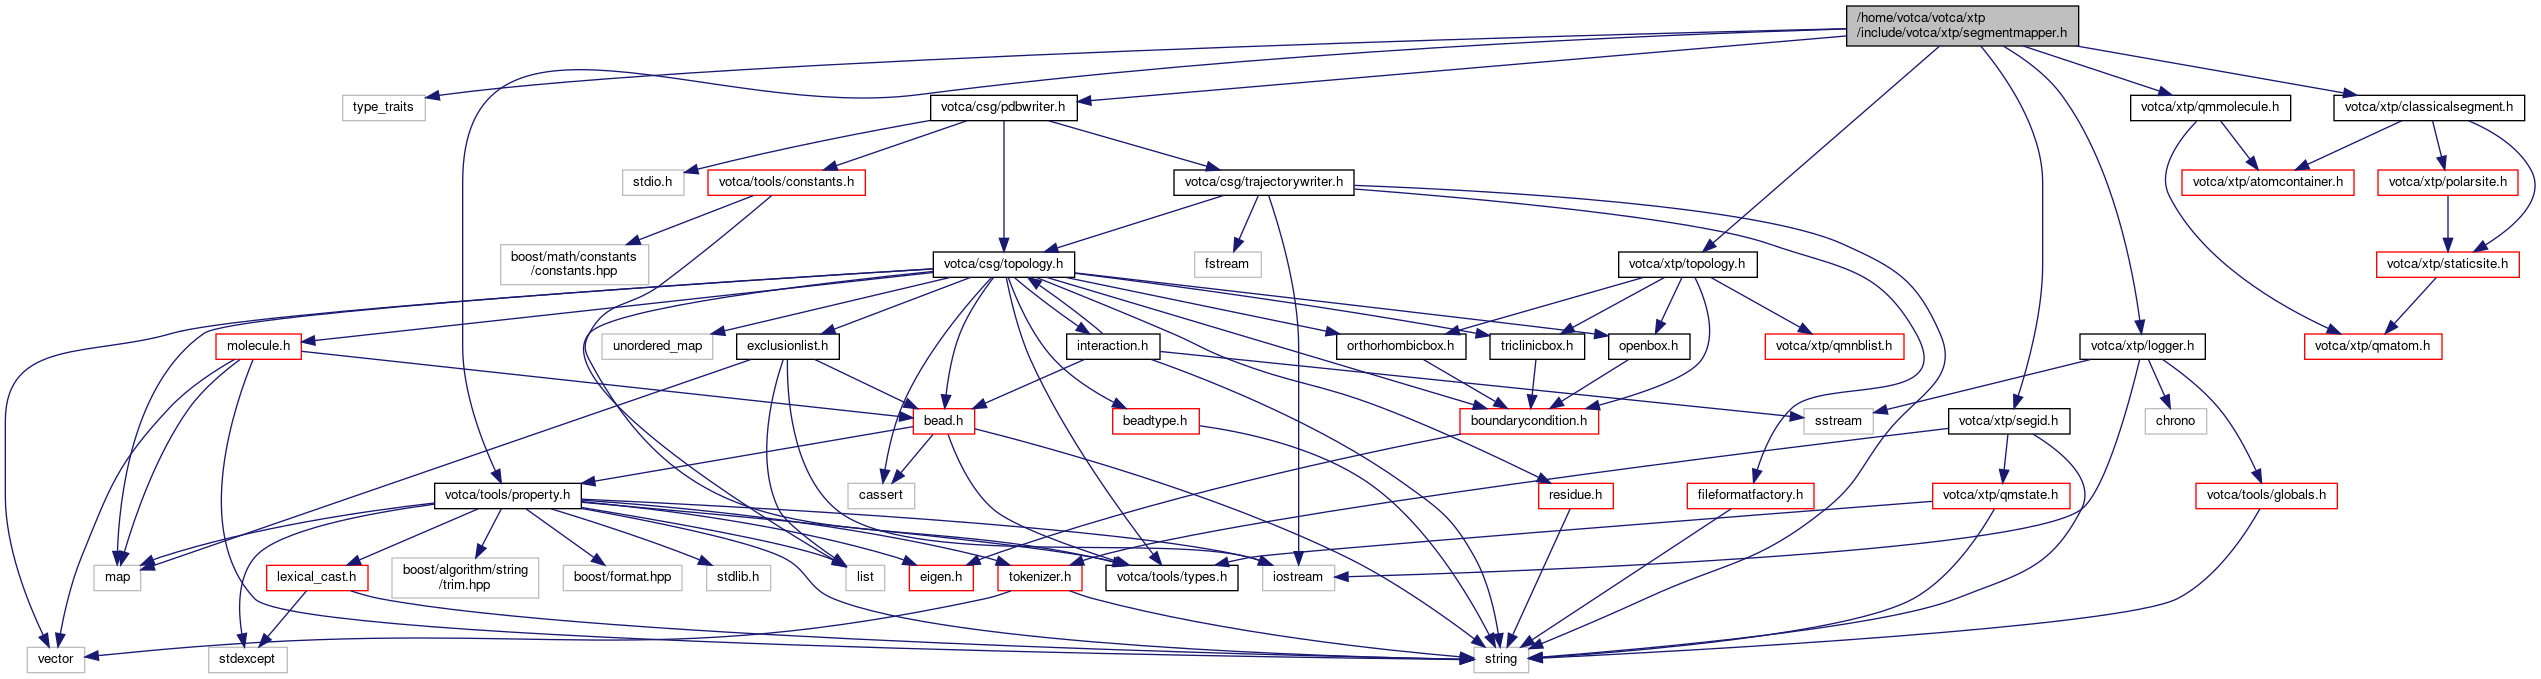 /home/votca/votca/xtp
/include/votca/xtp/segmentmapper.h
type_traits
votca/csg/pdbwriter.h
votca/xtp/qmmolecule.h
votca/xtp/classicalsegment.h
stdio.h
votca/tools/constants.h
votca/csg/trajectorywriter.h
votca/xtp/atomcontainer.h
votca/xtp/polarsite.h
boost/math/constants
/constants.hpp
votca/csg/topology.h
fstream
votca/xtp/topology.h
votca/xtp/staticsite.h
molecule.h
unordered_map
exclusionlist.h
interaction.h
orthorhombicbox.h
triclinicbox.h
openbox.h
votca/xtp/qmnblist.h
votca/xtp/logger.h
votca/xtp/qmatom.h
bead.h
beadtype.h
boundarycondition.h
sstream
votca/xtp/segid.h
chrono
votca/tools/property.h
cassert
residue.h
fileformatfactory.h
votca/xtp/qmstate.h
votca/tools/globals.h
map
lexical_cast.h
boost/algorithm/string
/trim.hpp
boost/format.hpp
stdlib.h
list
eigen.h
tokenizer.h
votca/tools/types.h
iostream
vector
stdexcept
string